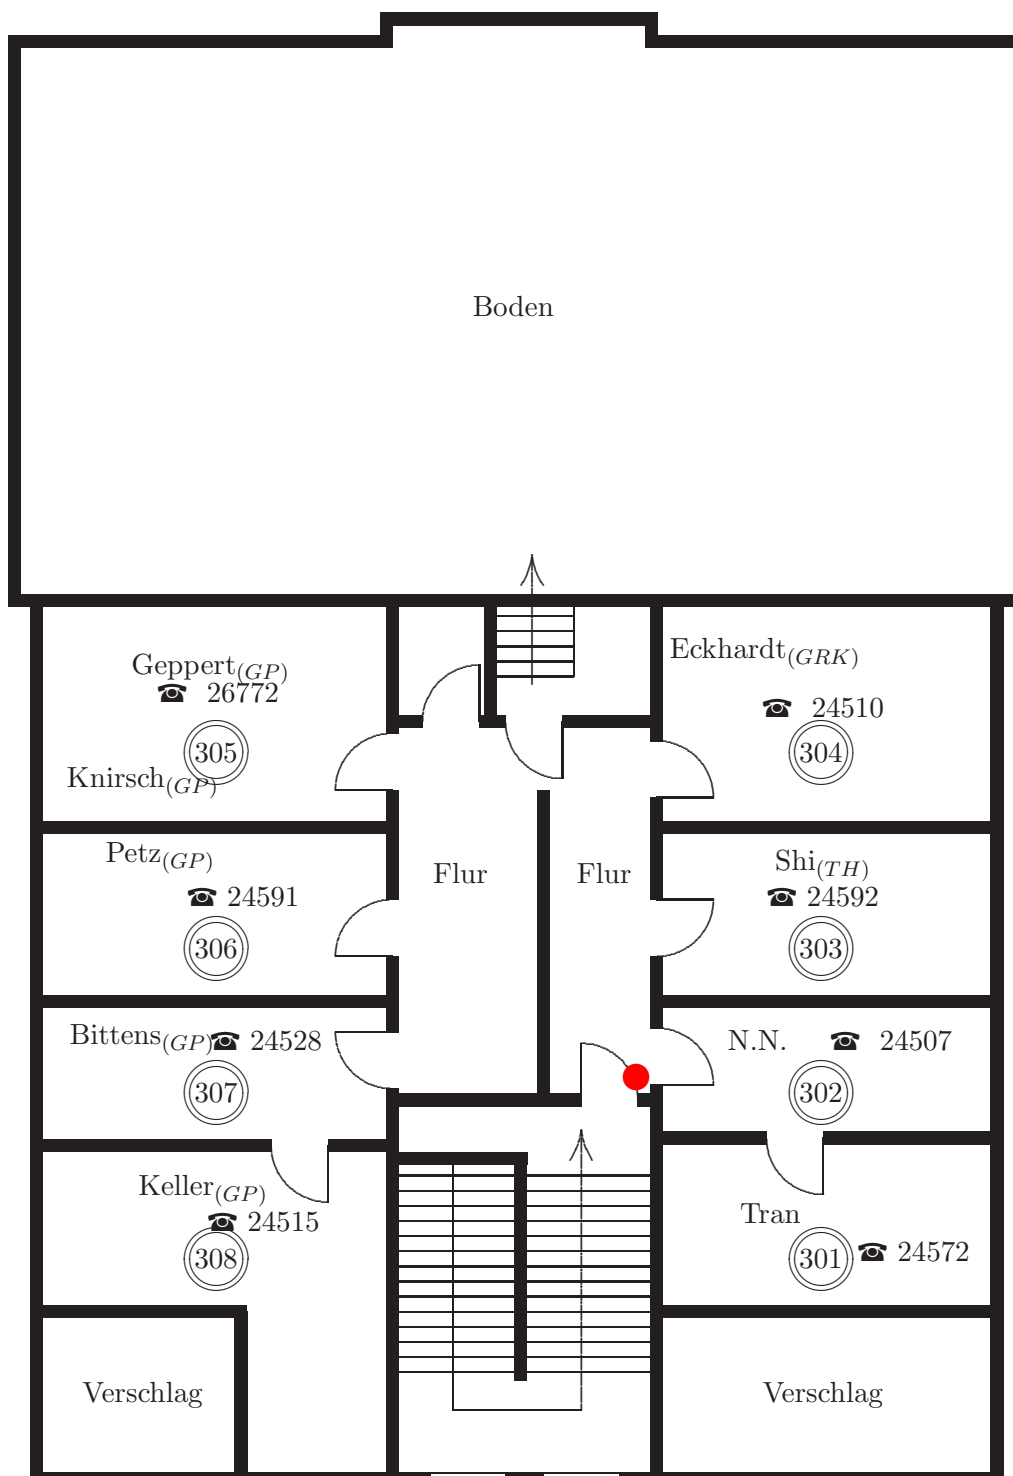 Boden
Geppert(GP)
☎ 26772
305
Knirsch(GP)
Eckhardt(GRK)
☎ 24510
304
Petz(GP)
☎ 24591
306
Flur
Flur
Shi(TH)
☎ 24592
303
Bittens(GP) ☎ 24528
307
N.N. ☎ 24507
302
Keller(GP)
☎ 24515
308
Tran
301 ☎ 24572
Verschlag
Verschlag